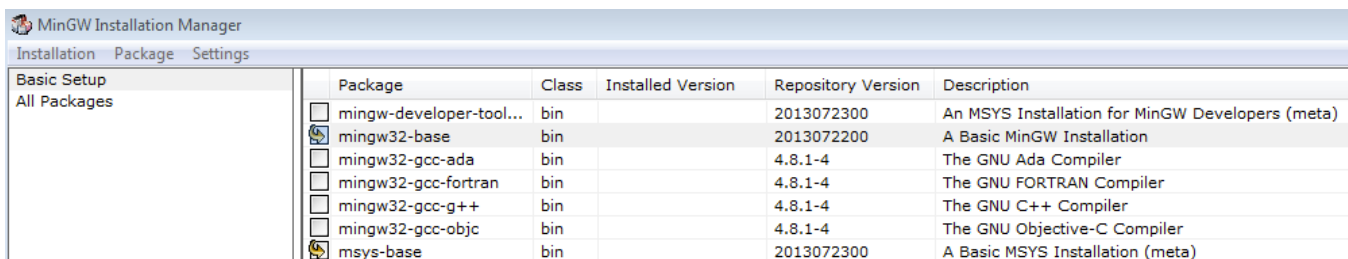 MinGW Installation Manager
Installation Package Settings
Basic Setup
All Packages
Package Class Installed Version Repository Version Description
mingw-developer-tool... bin 2013072300 An MSYS Installation for MinGW Developers (meta)
mingw32-base bin 2013072200 A Basic MinGW Installation
mingw32-gcc-ada bin 4.8.1-4 The GNU Ada Compiler
mingw32-gcc-fortran bin 4.8.1-4 The GNU FORTRAN Compiler
mingw32-gcc-g++ bin 4.8.1-4 The GNU C++ Compiler
mingw32-gcc-objc bin 4.8.1-4 The GNU Objective-C Compiler
msys-base bin 2013072300 A Basic MSYS Installation (meta)